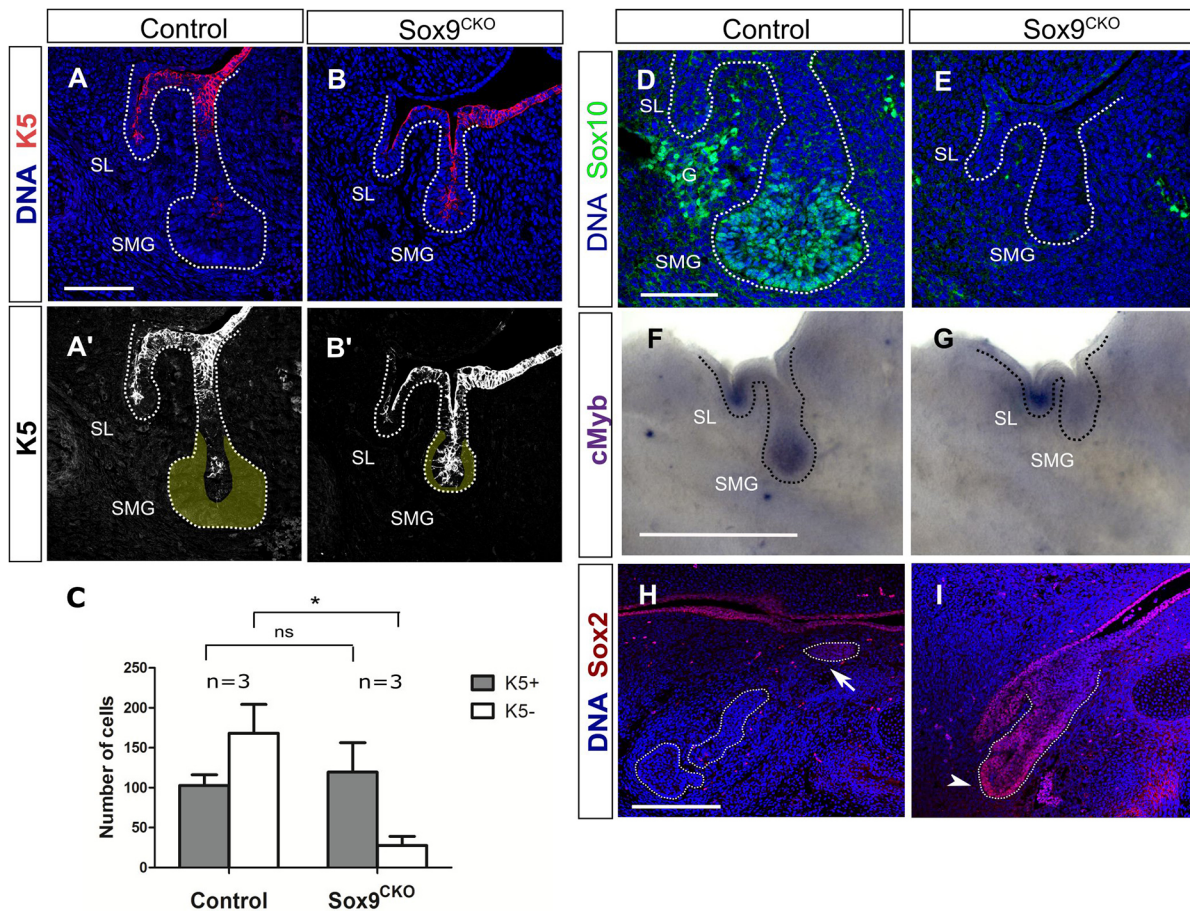 Control
Sox9CKO
DNA K5
A
SL
SMG
B
SL
SMG
K5
A'
SL
SMG
B'
SL
SMG
C
*
ns
n=3
n=3
K5+
K5-
Number of cells
250
200
150
100
50
0
Control
Sox9CKO
Control
Sox9CKO
DNA Sox10
D
SL
G
SMG
E
SL
SMG
cMyb
F
SL
SMG
G
SL
SMG
DNA Sox2
H
I